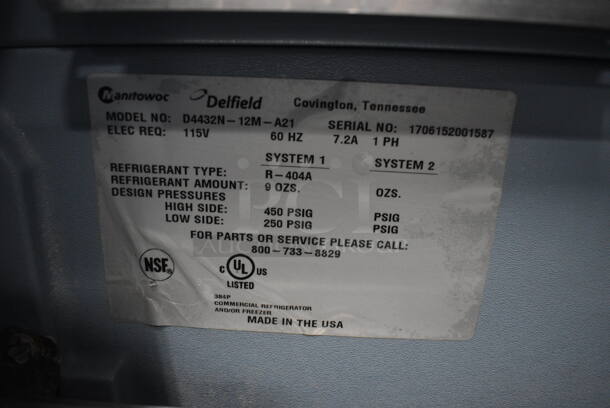 Manitowoc Delfield Covington, Tennessee
MODEL NO: D4432N-12M-A21 SERIAL NO: 1706152001587
ELEC REQ: 115V 60 HZ 7.2A 1 PH
SYSTEM 1 SYSTEM 2
REFRIGERANT TYPE: R-404A
REFRIGERANT AMOUNT: 9 OZS. OZS.
DESIGN PRESSURES
HIGH SIDE: 450 PSIG PSIG
LOW SIDE: 250 PSIG PSIG
FOR PARTS OR SERVICE PLEASE CALL:
800-733-8829
NSF® C UL® US
LISTED
384P
COMMERCIAL REFRIGERATOR
AND/OR FREEZER
MADE IN THE USA
PCI